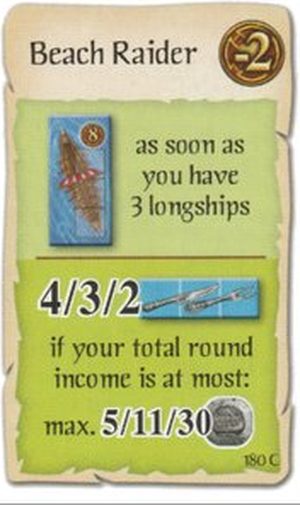 Beach Raider -2
8
as soon as
you have
3 longships
4/3/2
if your total round
income is at most:
max. 5/11/30
180 C